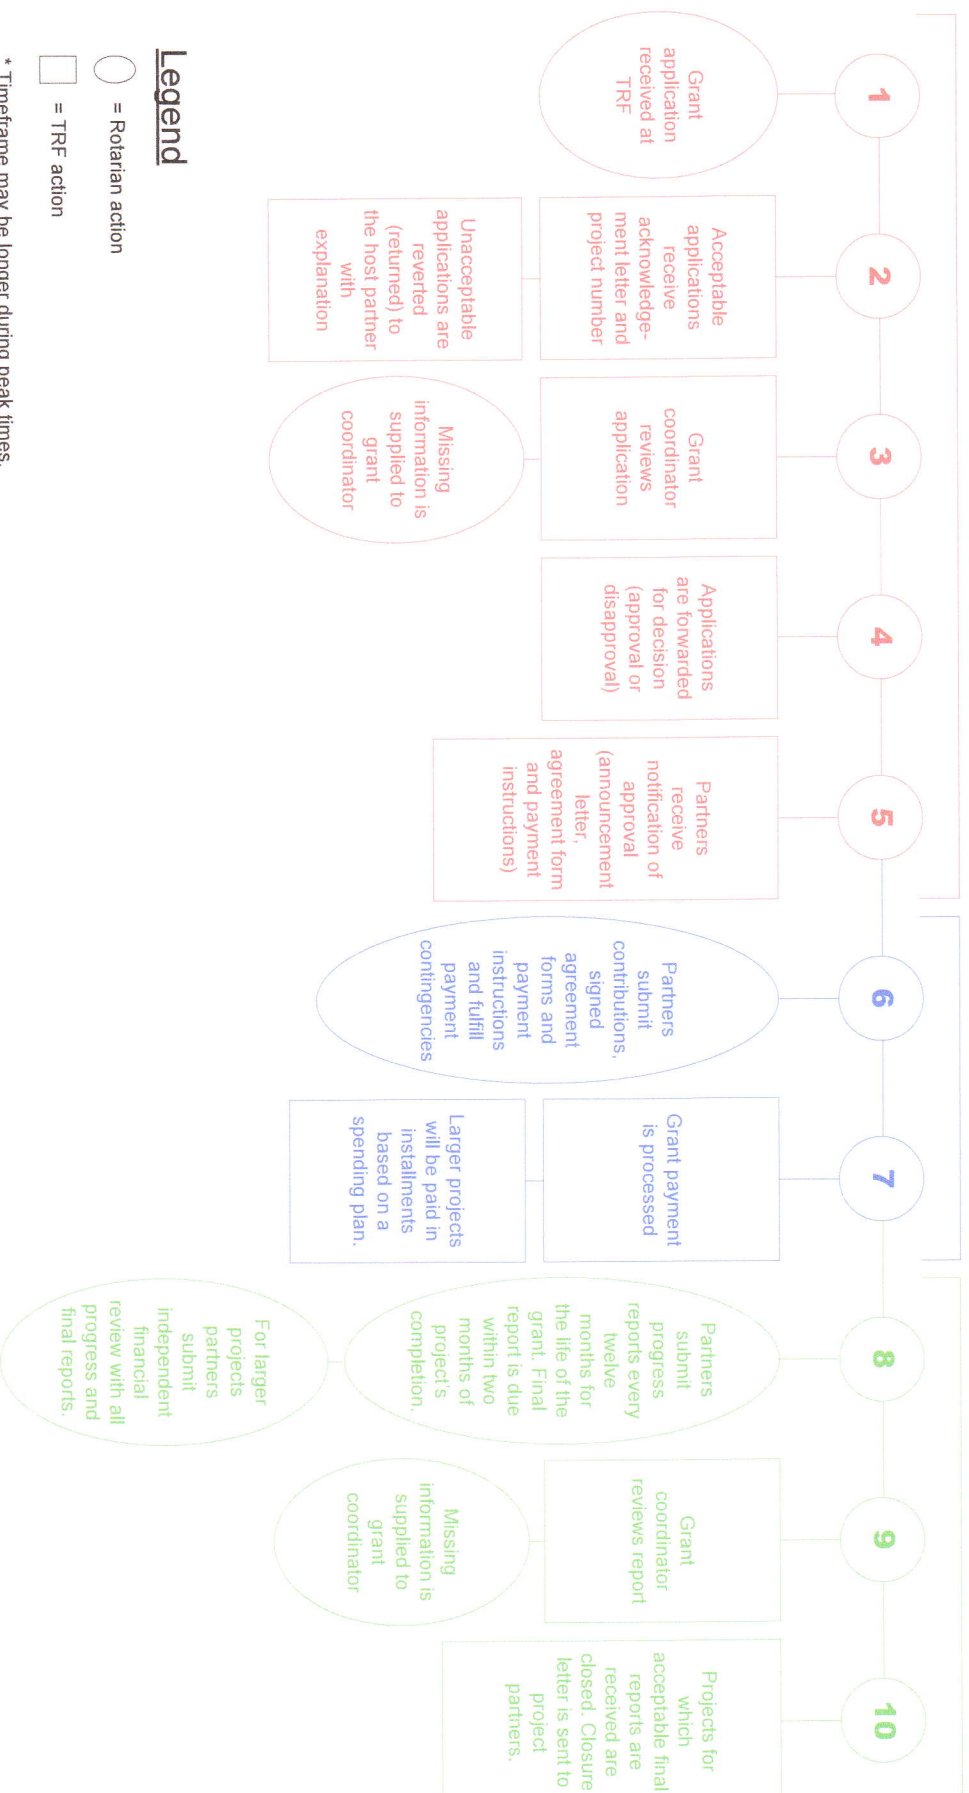 1
Grant
application
received at
TRF
2
Acceptable
applications
receive
acknowledge-
ment letter and
project number
Unacceptable
applications are
reverted
(returned) to
the host partner
with
explanation
3
Grant
coordinator
reviews
application
Missing
information is
supplied to
grant
coordinator
4
Applications
are forwarded
for decision
(approval or
disapproval)
5
Partners
receive
notification of
approval
(announcement
letter,
agreement form
and payment
instructions)
6
Partners
submit
contributions,
signed
agreement
forms and
payment
instructions
and fulfill
payment
contingencies
7
Grant payment
is processed
Larger projects
will be paid in
installments
based on a
spending plan.
8
Partners
submit
progress
reports every
twelve
months for
the life of the
grant. Final
report is due
within two
months of
project's
completion.
For larger
projects
partners
submit
independent
financial
review with all
progress and
final reports.
9
Grant
coordinator
reviews report
Missing
information is
supplied to
grant
coordinator
10
Projects for
which
acceptable final
reports are
received are
closed. Closure
letter is sent to
project
partners.
Legend
= Rotarian action
= TRF action
* Timeframe may be longer during peak times.